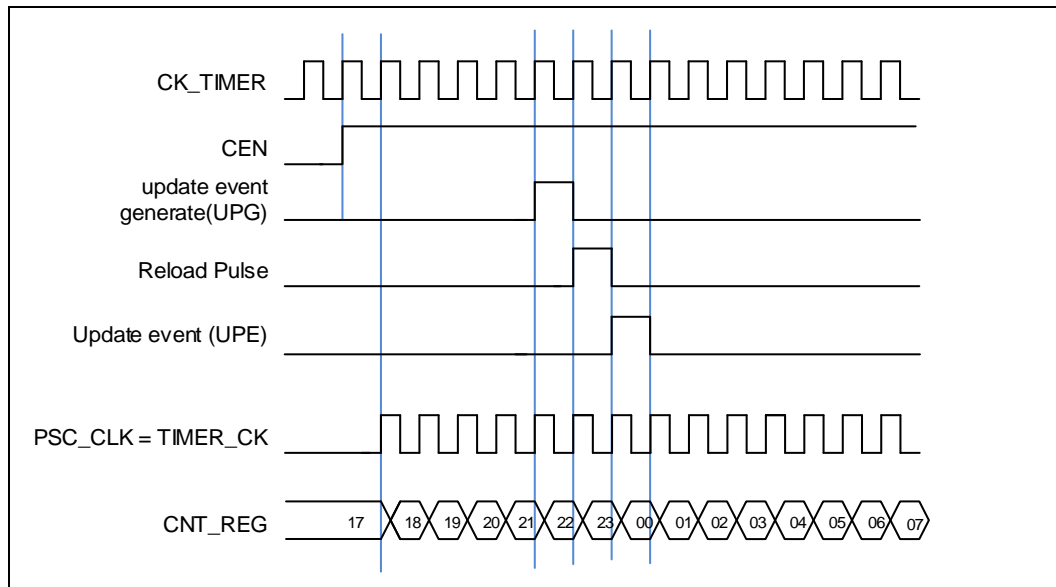 CK_TIMER
CEN
update event
generate(UPG)
Reload Pulse
Update event (UPE)
PSC_CLK = TIMER_CK
CNT_REG 17 18 19 20 21 22 23 00 01 02 03 04 05 06 07